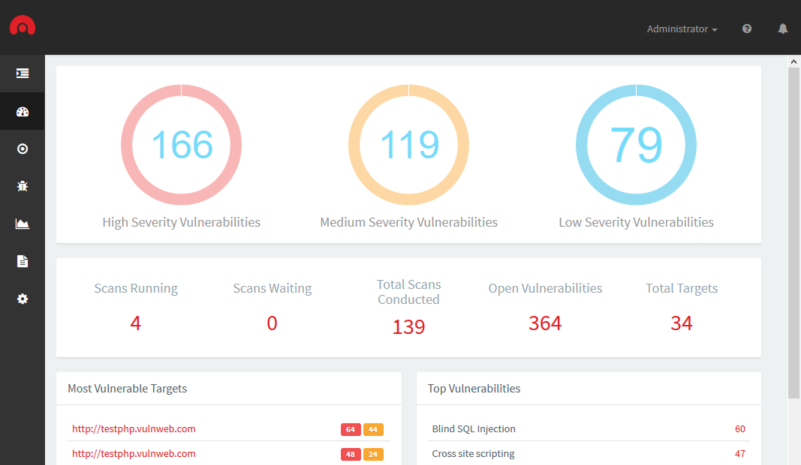 Administrator
166
119
79
High Severity Vulnerabilities
Medium Severity Vulnerabilities
Low Severity Vulnerabilities
Scans Running
Scans Waiting
Total Scans
Conducted
Open Vulnerabilities
Total Targets
4
0
139
364
34
Most Vulnerable Targets
http://testphp.vulnweb.com
64
44
http://testphp.vulnweb.com
48
24
Top Vulnerabilities
Blind SQL Injection
60
Cross site scripting
47